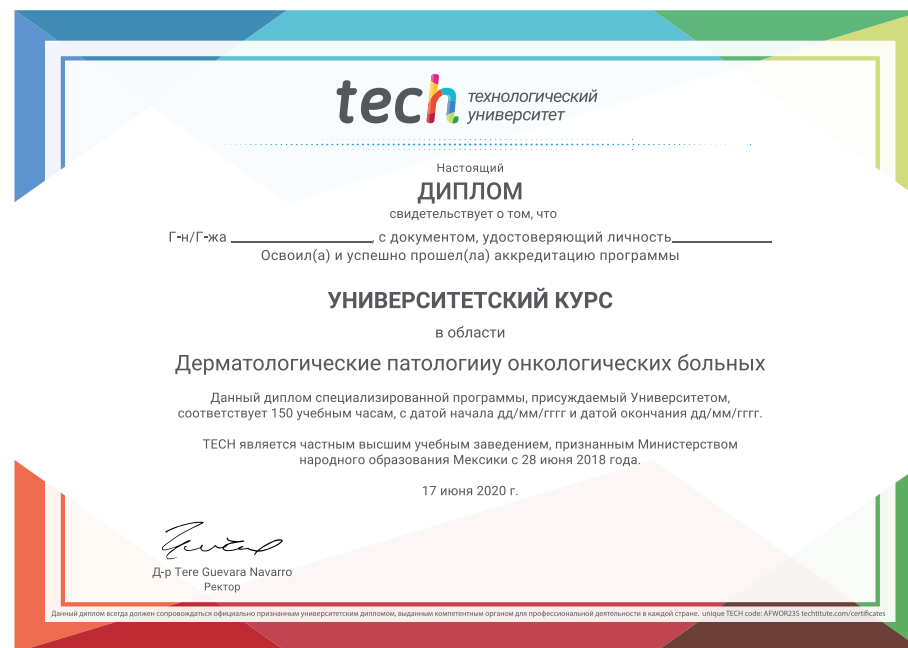 tech технологический
университет
Настоящий
ДИПЛОМ
свидетельствует о том, что
Г-н/Г-жа ________________, с документом, удостоверяющий личность____________
Освоил(а) и успешно прошел(ла) аккредитацию программы
УНИВЕРСИТЕТСКИЙ КУРС
в области
Дерматологические патологииу онкологических больных
Данный диплом специализированной программы, присуждаемый Университетом,
соответствует 150 учебным часам, с датой начала дд/мм/гггг и датой окончания дд/мм/гггг.
TECH является частным высшим учебным заведением, признанным Министерством
народного образования Мексики с 28 июня 2018 года.
17 июня 2020 г.
Д-р Tere Guevara Navarro
Ректор
Данный диплом всегда должен сопровождаться официально признанным университетским дипломом, выданным компетентным органом для профессиональной деятельности в каждой стране. unique TECH code: AFWOR23S techtitute.com/certificates